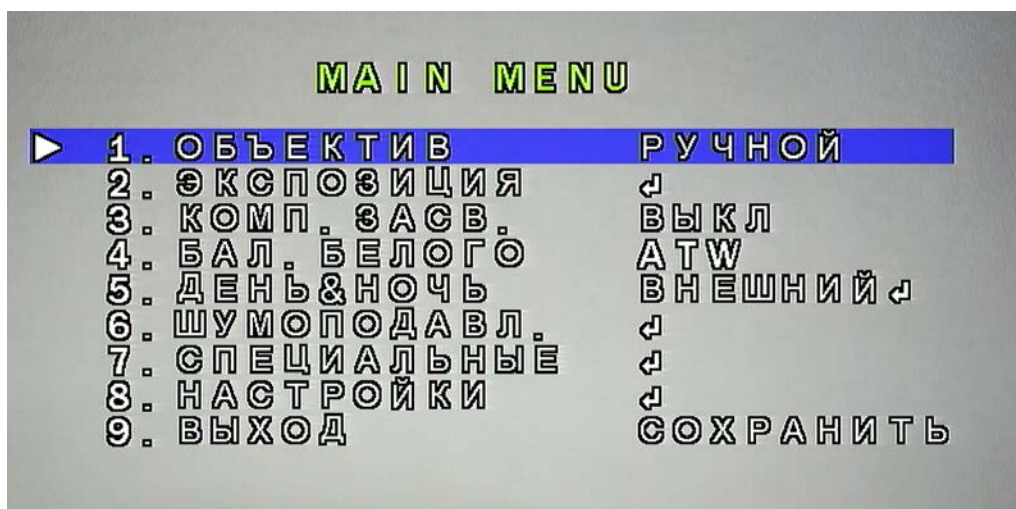 MAIN MENU
1. ОБЪЕКТИВ РУЧНОЙ
2. ЭКСПОЗИЦИЯ ↵
3. КОМП. ЗАСВ. ВЫКЛ
4. БАЛ. БЕЛОГО ATW
5. ДЕНЬ&НОЧЬ ВНЕШНИЙ↵
6. ШУМОПОДАВЛ. ↵
7. СПЕЦИАЛЬНЫЕ ↵
8. НАСТРОЙКИ ↵
9. ВЫХОД СОХРАНИТЬ